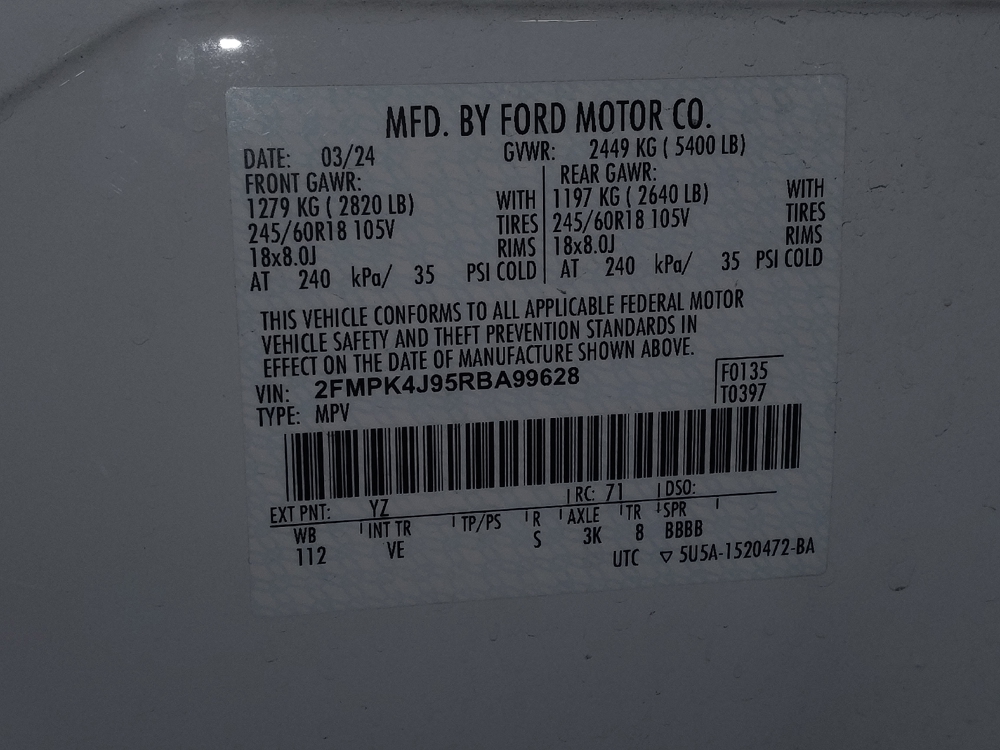 MFD. BY FORD MOTOR CO.
DATE: 03/24 GVWR: 2449 KG ( 5400 LB)
FRONT GAWR: REAR GAWR:
1279 KG ( 2820 LB) WITH 1197 KG ( 2640 LB) WITH
245/60R18 105V TIRES 245/60R18 105V TIRES
18x8.0J RIMS 18x8.0J RIMS
AT 240 kPa/ 35 PSI COLD AT 240 kPa/ 35 PSI COLD
THIS VEHICLE CONFORMS TO ALL APPLICABLE FEDERAL MOTOR
VEHICLE SAFETY AND THEFT PREVENTION STANDARDS IN
EFFECT ON THE DATE OF MANUFACTURE SHOWN ABOVE.
VIN: 2FMPK4J95RBA99628 F0135
TYPE: MPV T0397
EXT PNT: YZ RC: 71 DSO:
WB INT TR TP/PS R AXLE TR SPR
112 VE S 3K 8 BBBB
UTC ▽ 5U5A-1520472-BA